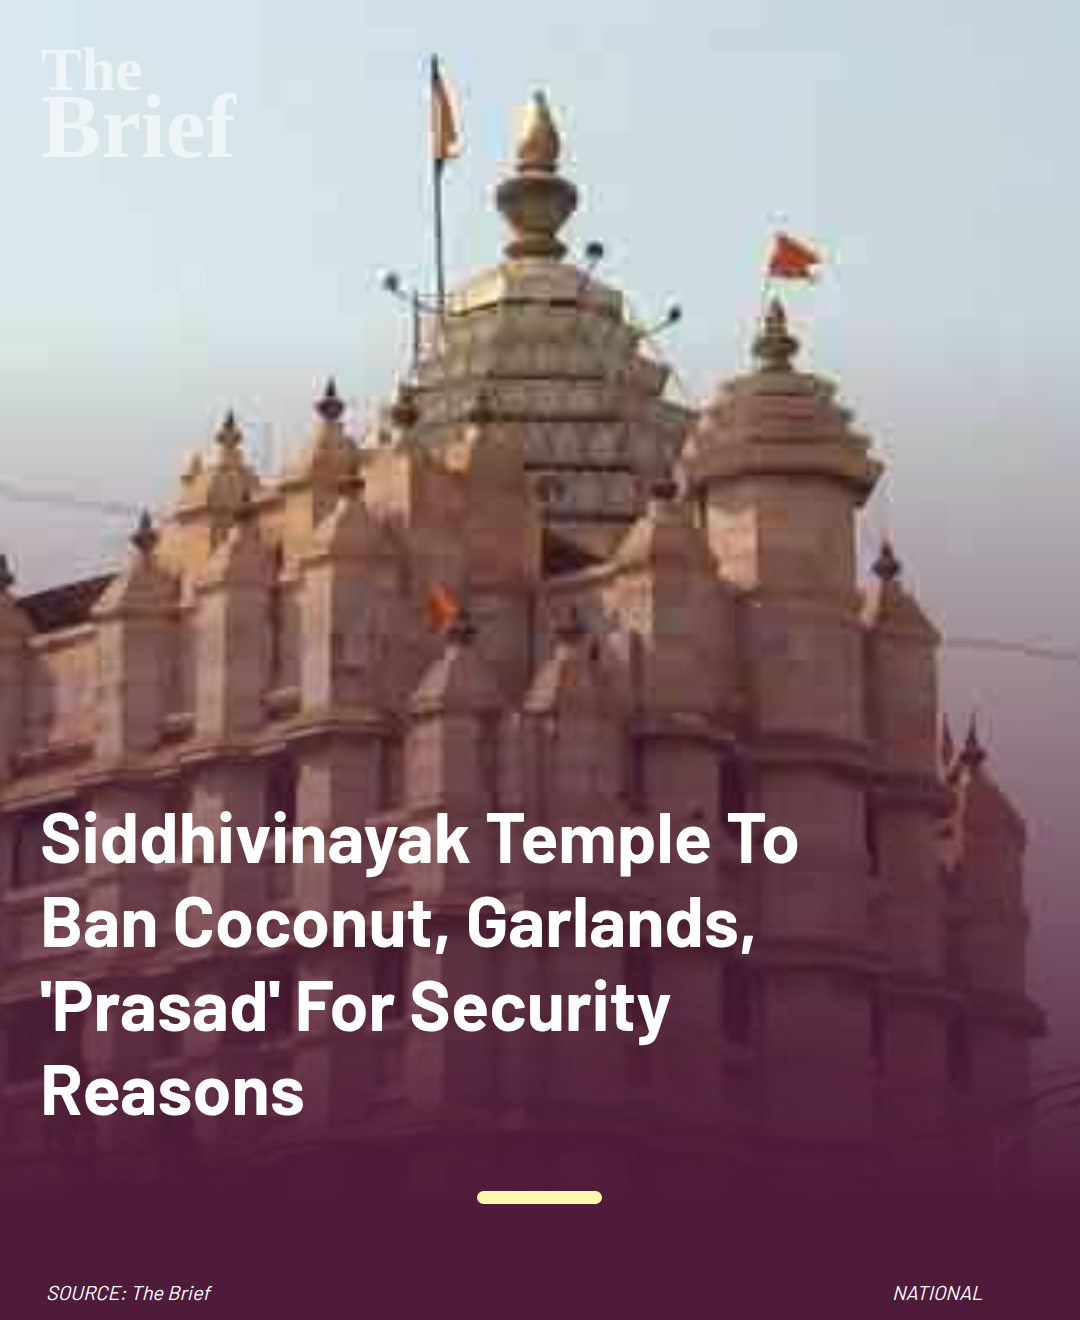 The
Brief
Siddhivinayak Temple To
Ban Coconut, Garlands,
'Prasad' For Security
Reasons
SOURCE: The Brief
NATIONAL